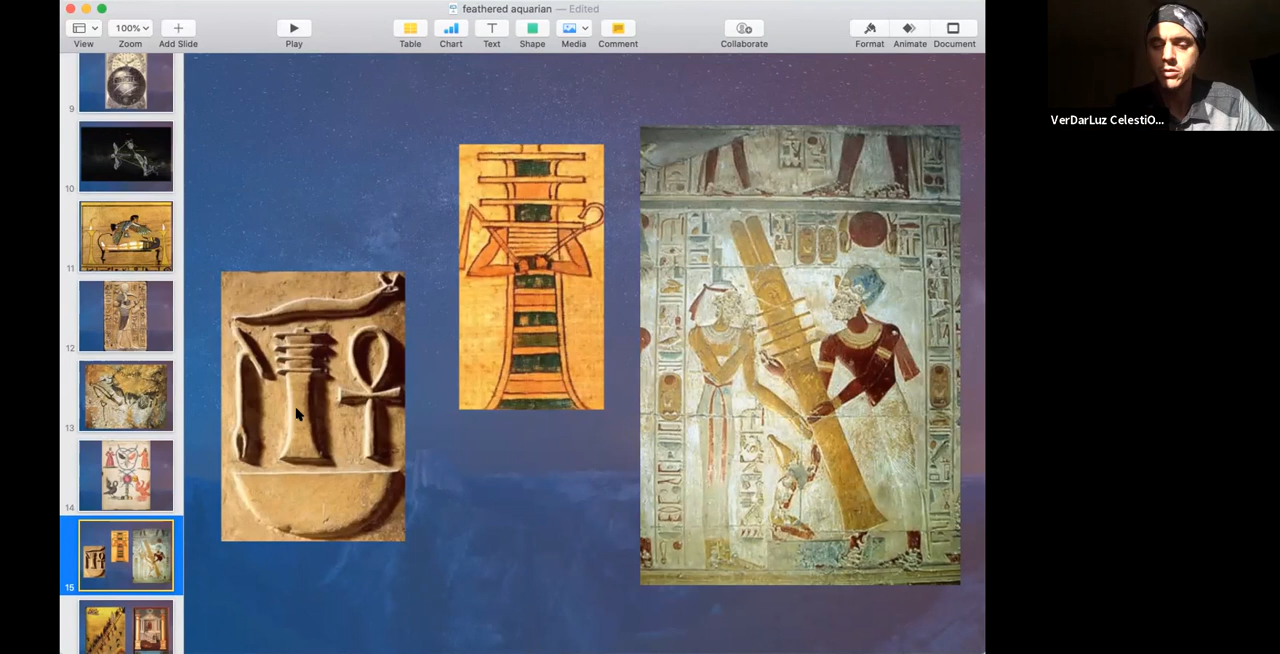 feathered aquarian — Edited
100%
View
Zoom
Add Slide
Play
Table
Chart
Text
Shape
Media
Comment
Collaborate
Format
Animate
Document
9
10
11
12
13
14
15
VerDarLuz CelestiO...